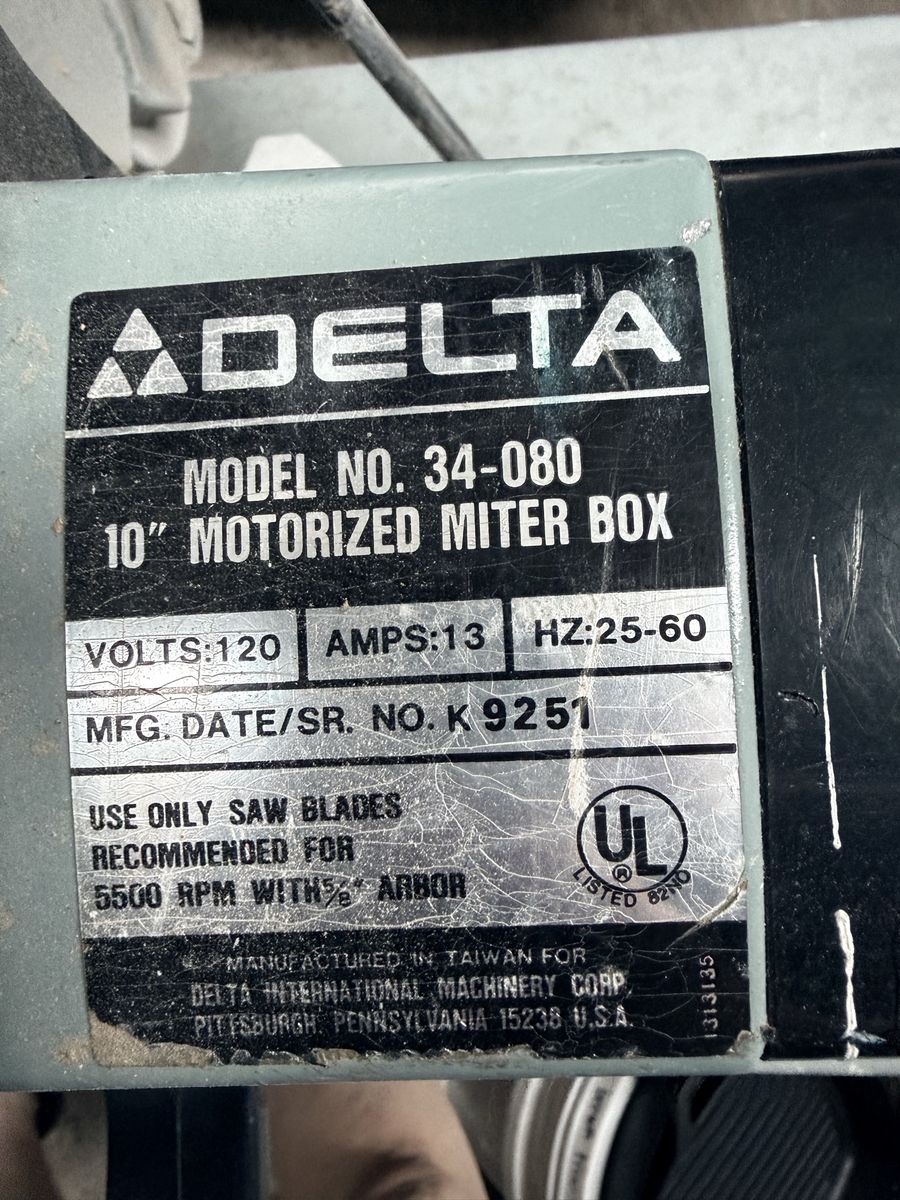 DELTA
MODEL NO. 34-080
10" MOTORIZED MITER BOX
VOLTS:120 AMPS:13 HZ:25-60
MFG. DATE/SR. NO. K 9251
USE ONLY SAW BLADES
RECOMMENDED FOR
5500 RPM WITH 5/8" ARBOR
UL®
LISTED 62NO
MANUFACTURED IN TAIWAN FOR
DELTA INTERNATIONAL MACHINERY CORP.
PITTSBURGH, PENNSYLVANIA 15238 U.S.A.
1313135